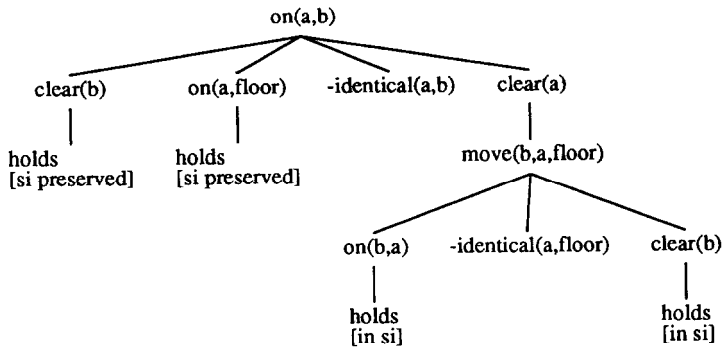 on(a,b)
clear(b)
on(a,floor)
-identical(a,b)
clear(a)
holds
[si preserved]
holds
[si preserved]
move(b,a,floor)
on(b,a)
-identical(a,floor)
clear(b)
holds
[in si]
holds
[in si]